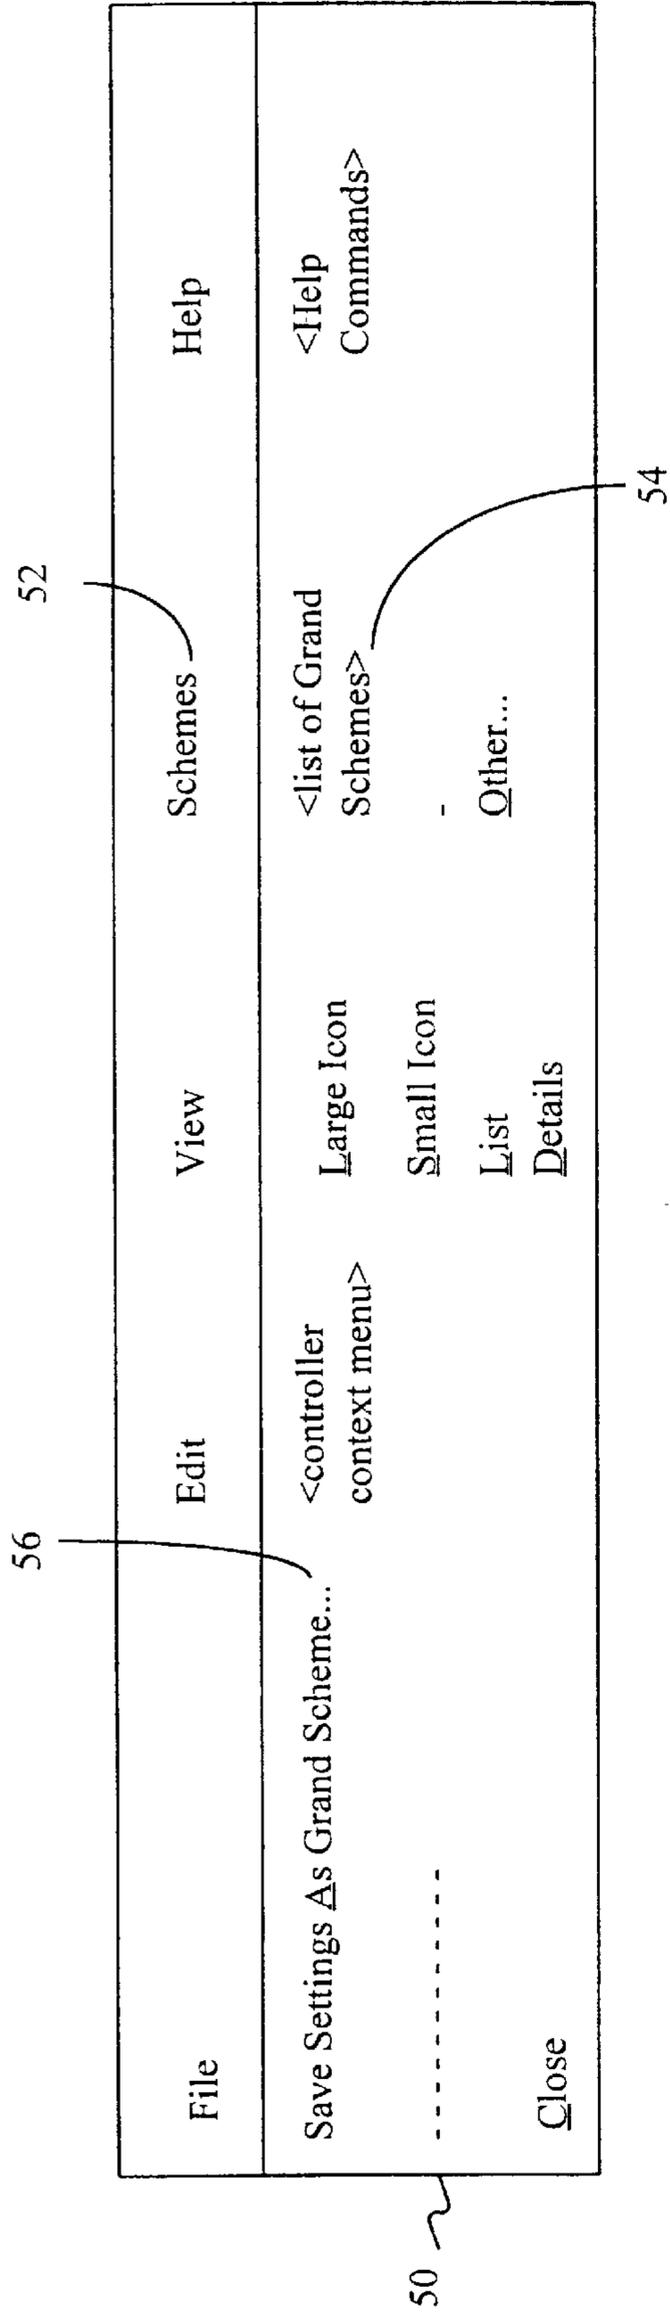 52
56
File
Edit
View
Schemes
Help
Save Settings As Grand Scheme...
- - - - - - - - - - - - - -
Close
<controller
context menu>
Large Icon
Small Icon
List
Details
<list of Grand
Schemes>
-
Other...
<Help
Commands>
50
54